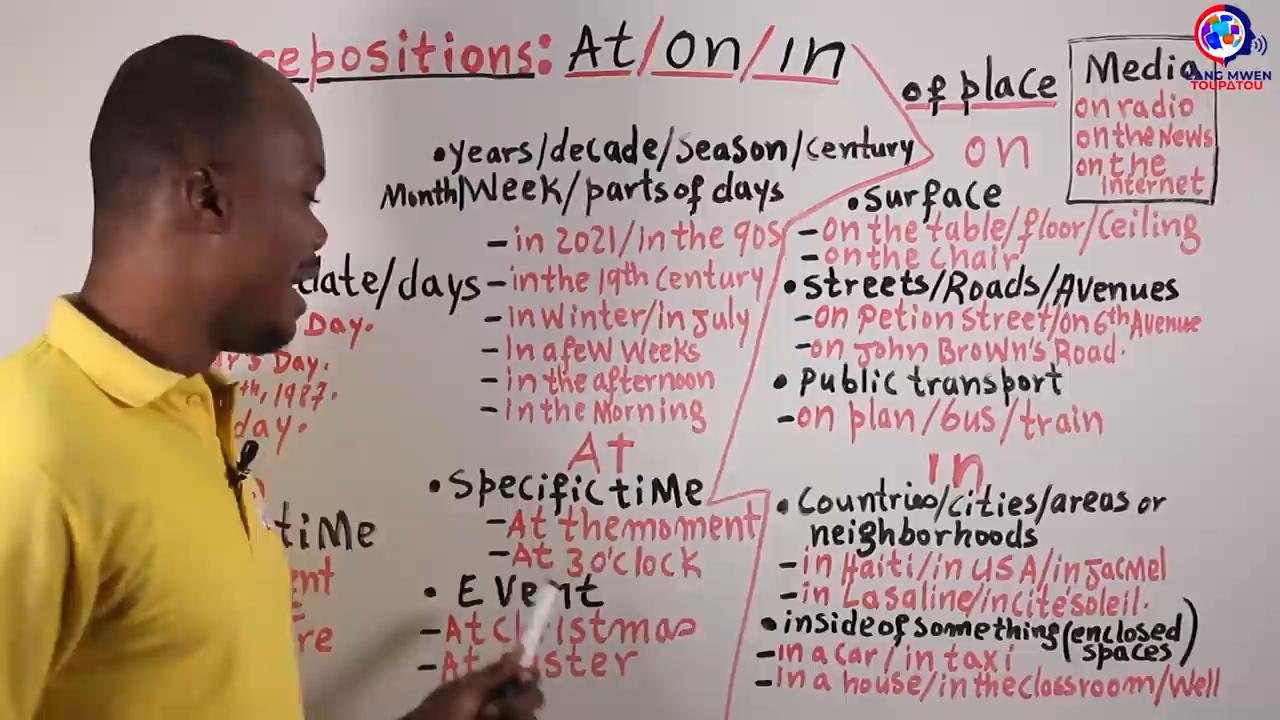 Prepositions: At/on/in
of place
Media
on radio
on the News
on the
internet
LANG MWEN
TOUPATOU
date/days
Day.
Day.
th, 1987.
day.
time
•years/decade/season/century
Month/Week/parts of days
- in 2021/in the 90s
- in the 19th century
- in winter/in July
- In a few weeks
- in the afternoon
- in the Morning
At
• Specific time
- At the moment
- At 3 o'clock
• Event
- At Christmas
on
• Surface
- on the table/floor/ceiling
- on the chair
• Streets/Roads/Avenues
- on Petion street/on 6th Avenue
- on John Brown's Road.
• Public transport
- on plan/bus/train
In
• Countries/cities/areas or
neighborhoods
- in Haiti/in USA/in Jacmel
- in Lasaline/in cité soleil.
• inside of something (enclosed
spaces)
- in a car/in taxi
- in a house/in the classroom/Well